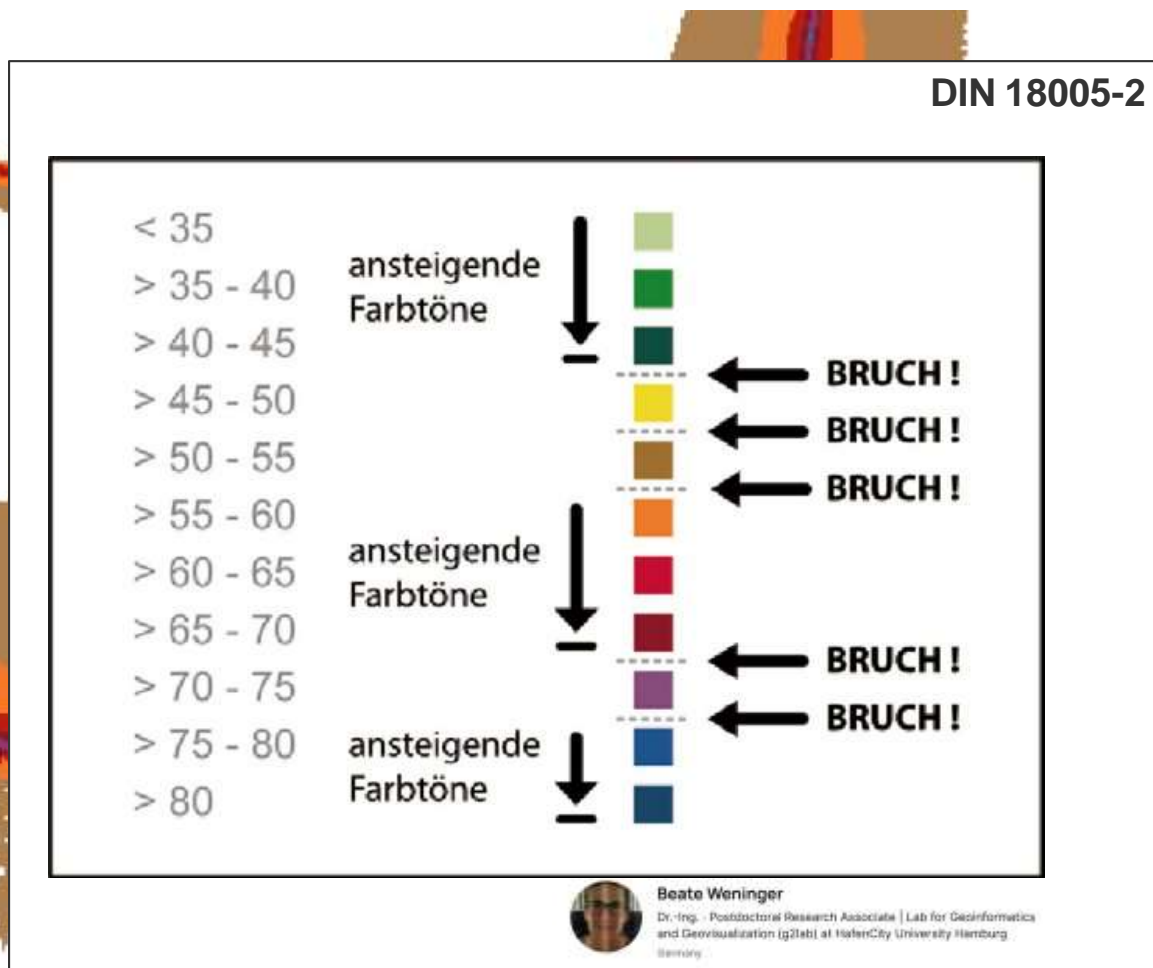 DIN 18005-2
< 35
> 35 - 40
> 40 - 45
> 45 - 50
> 50 - 55
> 55 - 60
> 60 - 65
> 65 - 70
> 70 - 75
> 75 - 80
> 80
ansteigende
Farbtöne
ansteigende
Farbtöne
ansteigende
Farbtöne
BRUCH !
BRUCH !
BRUCH !
BRUCH !
BRUCH !
Beate Weninger
Dr.-Ing. - Postdoctoral Research Associate | Lab for Geoinformatics
and Geovisualization (g2lab) at HafenCity University Hamburg
Germany